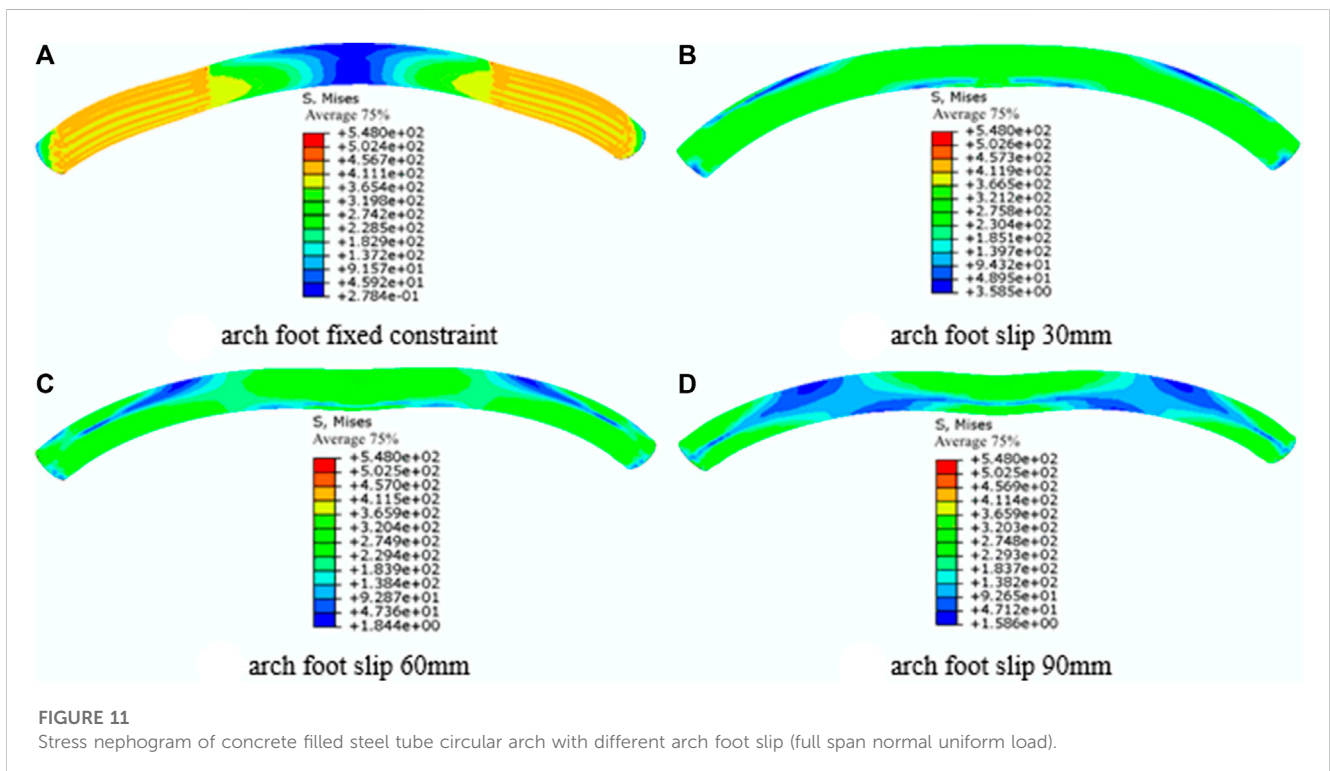 A
S, Mises
Average 75%
+5.480e+02
+5.024e+02
+4.567e+02
+4.111e+02
+3.654e+02
+3.198e+02
+2.742e+02
+2.285e+02
+1.829e+02
+1.372e+02
+9.157e+01
+4.592e+01
+2.784e-01
arch foot fixed constraint
B
S, Mises
Average 75%
+5.480e+02
+5.026e+02
+4.573e+02
+4.119e+02
+3.665e+02
+3.212e+02
+2.758e+02
+2.304e+02
+1.851e+02
+1.397e+02
+9.432e+01
+4.895e+01
+3.585e+00
arch foot slip 30mm
C
S, Mises
Average 75%
+5.480e+02
+5.025e+02
+4.570e+02
+4.115e+02
+3.659e+02
+3.204e+02
+2.749e+02
+2.294e+02
+1.839e+02
+1.384e+02
+9.287e+01
+4.736e+01
+1.844e+00
arch foot slip 60mm
D
S, Mises
Average 75%
+5.480e+02
+5.025e+02
+4.569e+02
+4.114e+02
+3.659e+02
+3.203e+02
+2.748e+02
+2.293e+02
+1.837e+02
+1.382e+02
+9.265e+01
+4.712e+01
+1.586e+00
arch foot slip 90mm
FIGURE 11
Stress nephogram of concrete filled steel tube circular arch with different arch foot slip (full span normal uniform load).